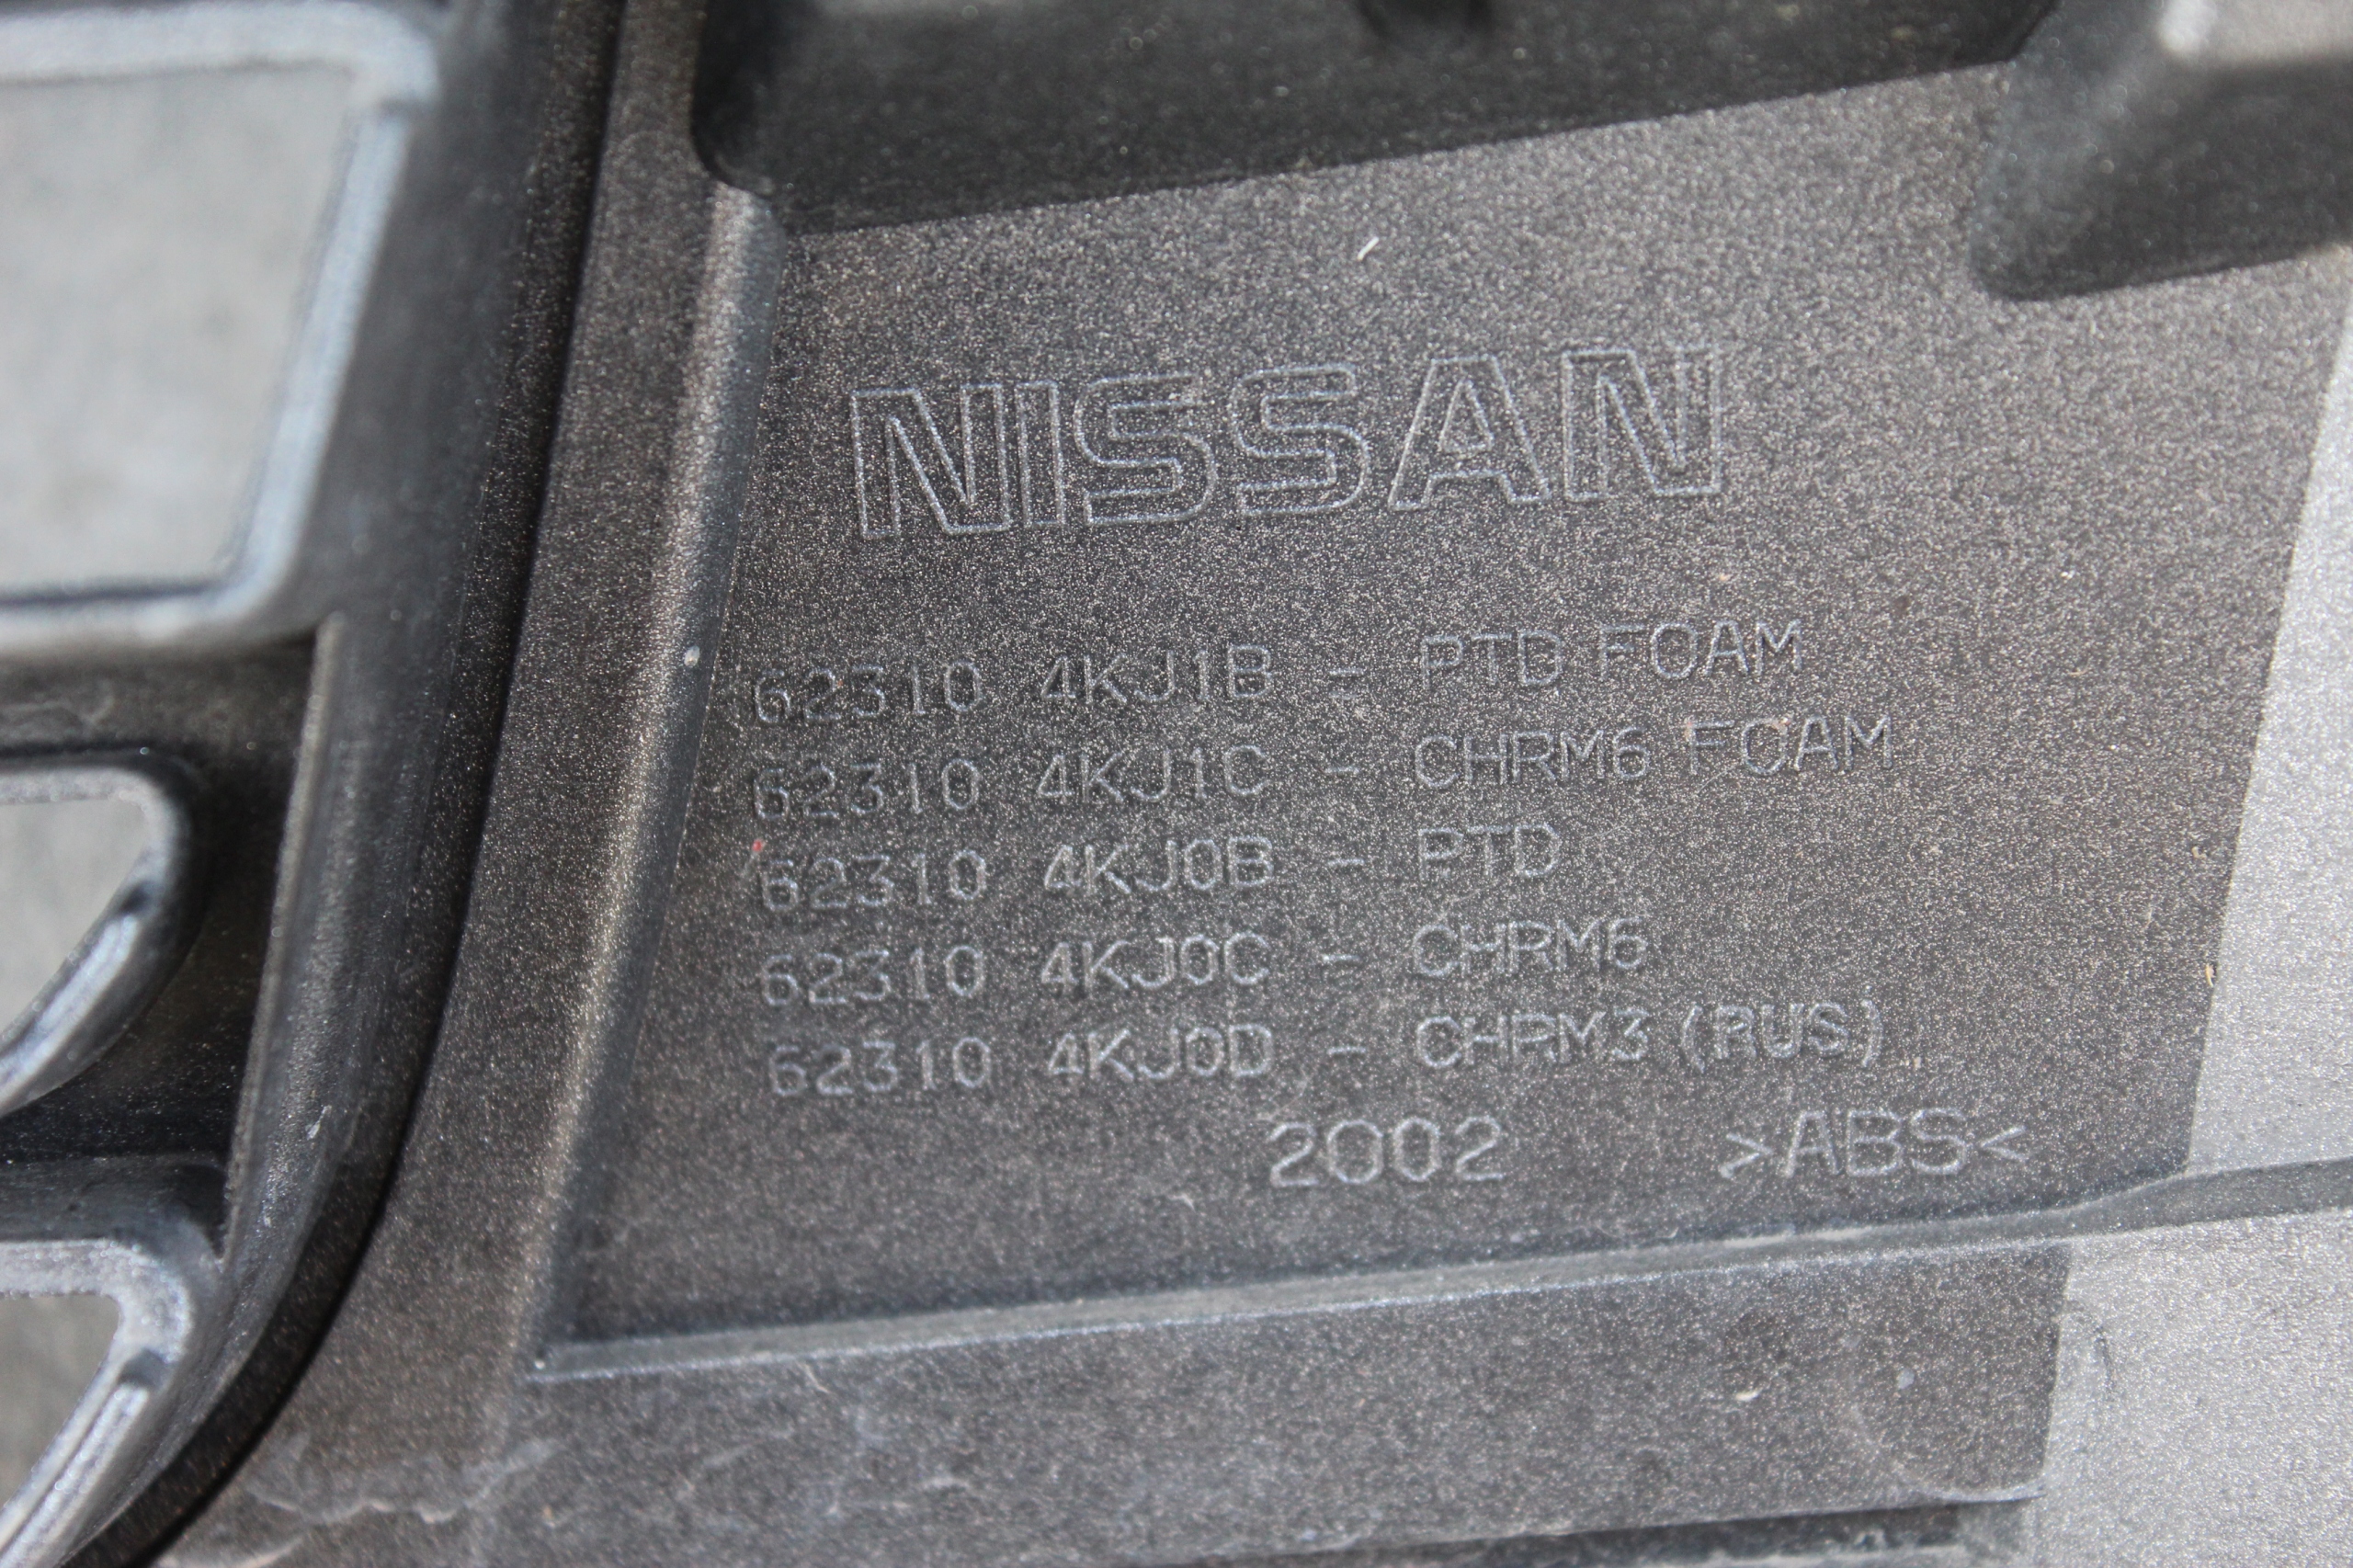 NISSAN
62310 4KJ1B - PTD FOAM
62310 4KJ1C - CHRM6 FOAM
62310 4KJ0B - PTD
62310 4KJ0C - CHRM6
62310 4KJ0D - CHRM3 (RUS)
2002 >ABS<